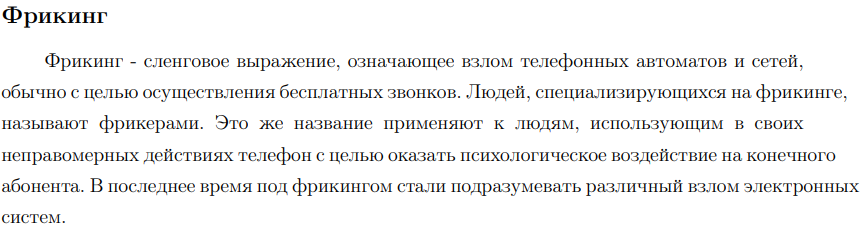 Фрикинг
Фрикинг - сленговое выражение, означающее взлом телефонных автоматов и сетей,
обычно с целью осуществления бесплатных звонков. Людей, специализирующихся на фрикинге,
называют фрикерами. Это же название применяют к людям, использующим в своих
неправомерных действиях телефон с целью оказать психологическое воздействие на конечного
абонента. В последнее время под фрикингом стали подразумевать различный взлом электронных
систем.